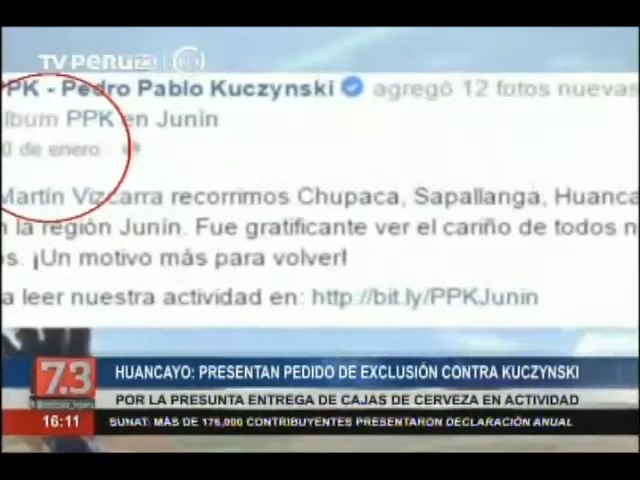 TV PERU HD
PPK - Pedro Pablo Kuczynski agregó 12 fotos nuevas
lbum PPK en Junín
0 de enero
Martín Vizcarra recorrimos Chupaca, Sapallanga, Huanca
n la región Junín. Fue gratificante ver el cariño de todos n
os. ¡Un motivo más para volver!
a leer nuestra actividad en: http://bit.ly/PPKJunin
7.3
HUANCAYO: PRESENTAN PEDIDO DE EXCLUSIÓN CONTRA KUCZYNSKI
POR LA PRESUNTA ENTREGA DE CAJAS DE CERVEZA EN ACTIVIDAD
16:11 SUNAT: MÁS DE 176,000 CONTRIBUYENTES PRESENTARON DECLARACIÓN ANUAL